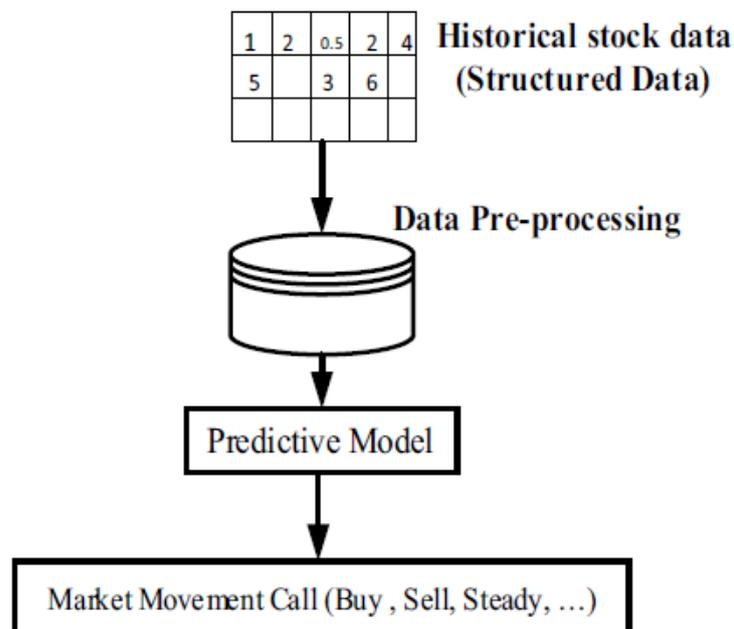 1 2 0.5 2 4
5 3 6
Historical stock data
(Structured Data)
Data Pre-processing
Predictive Model
Market Movement Call (Buy , Sell, Steady, …)